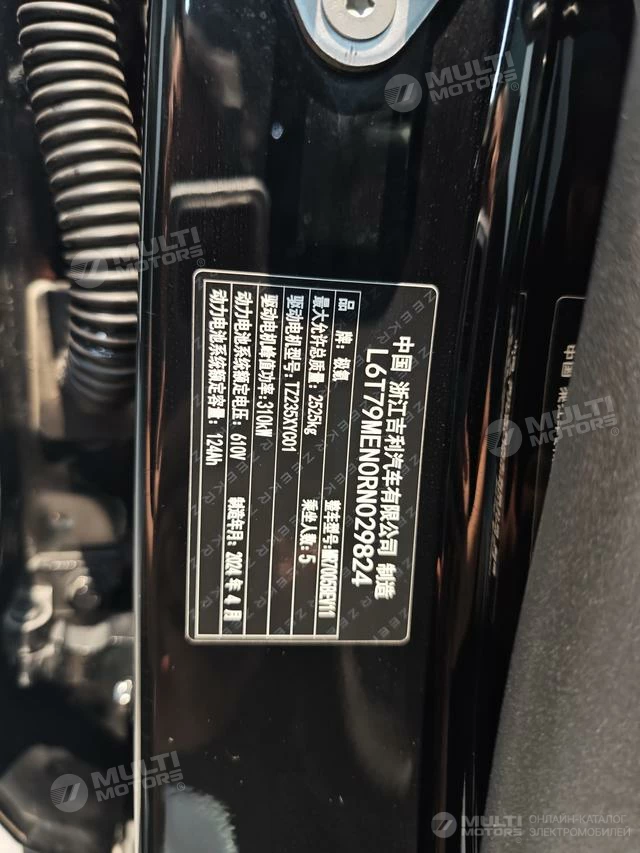 中国 浙江吉利汽车有限公司 制造
L6T79MEN0RN029824
品 牌：极氪 整车型号：MR7005BEV11
最大允许总质量：2525kg 乘坐人数：5
驱动电机型号：TZ235XYC01
驱动电机峰值功率：310kW
动力电池系统额定电压：610V 制造年月：2024年4月
动力电池系统额定容量：124Ah
ZEEKR
MULTI MOTORS
MULTI MOTORS
MULTI MOTORS
MULTI MOTORS
MULTI MOTORS
ОНЛАЙН-КАТАЛОГ
ЭЛЕКТРОМОБИЛЕЙ
中国